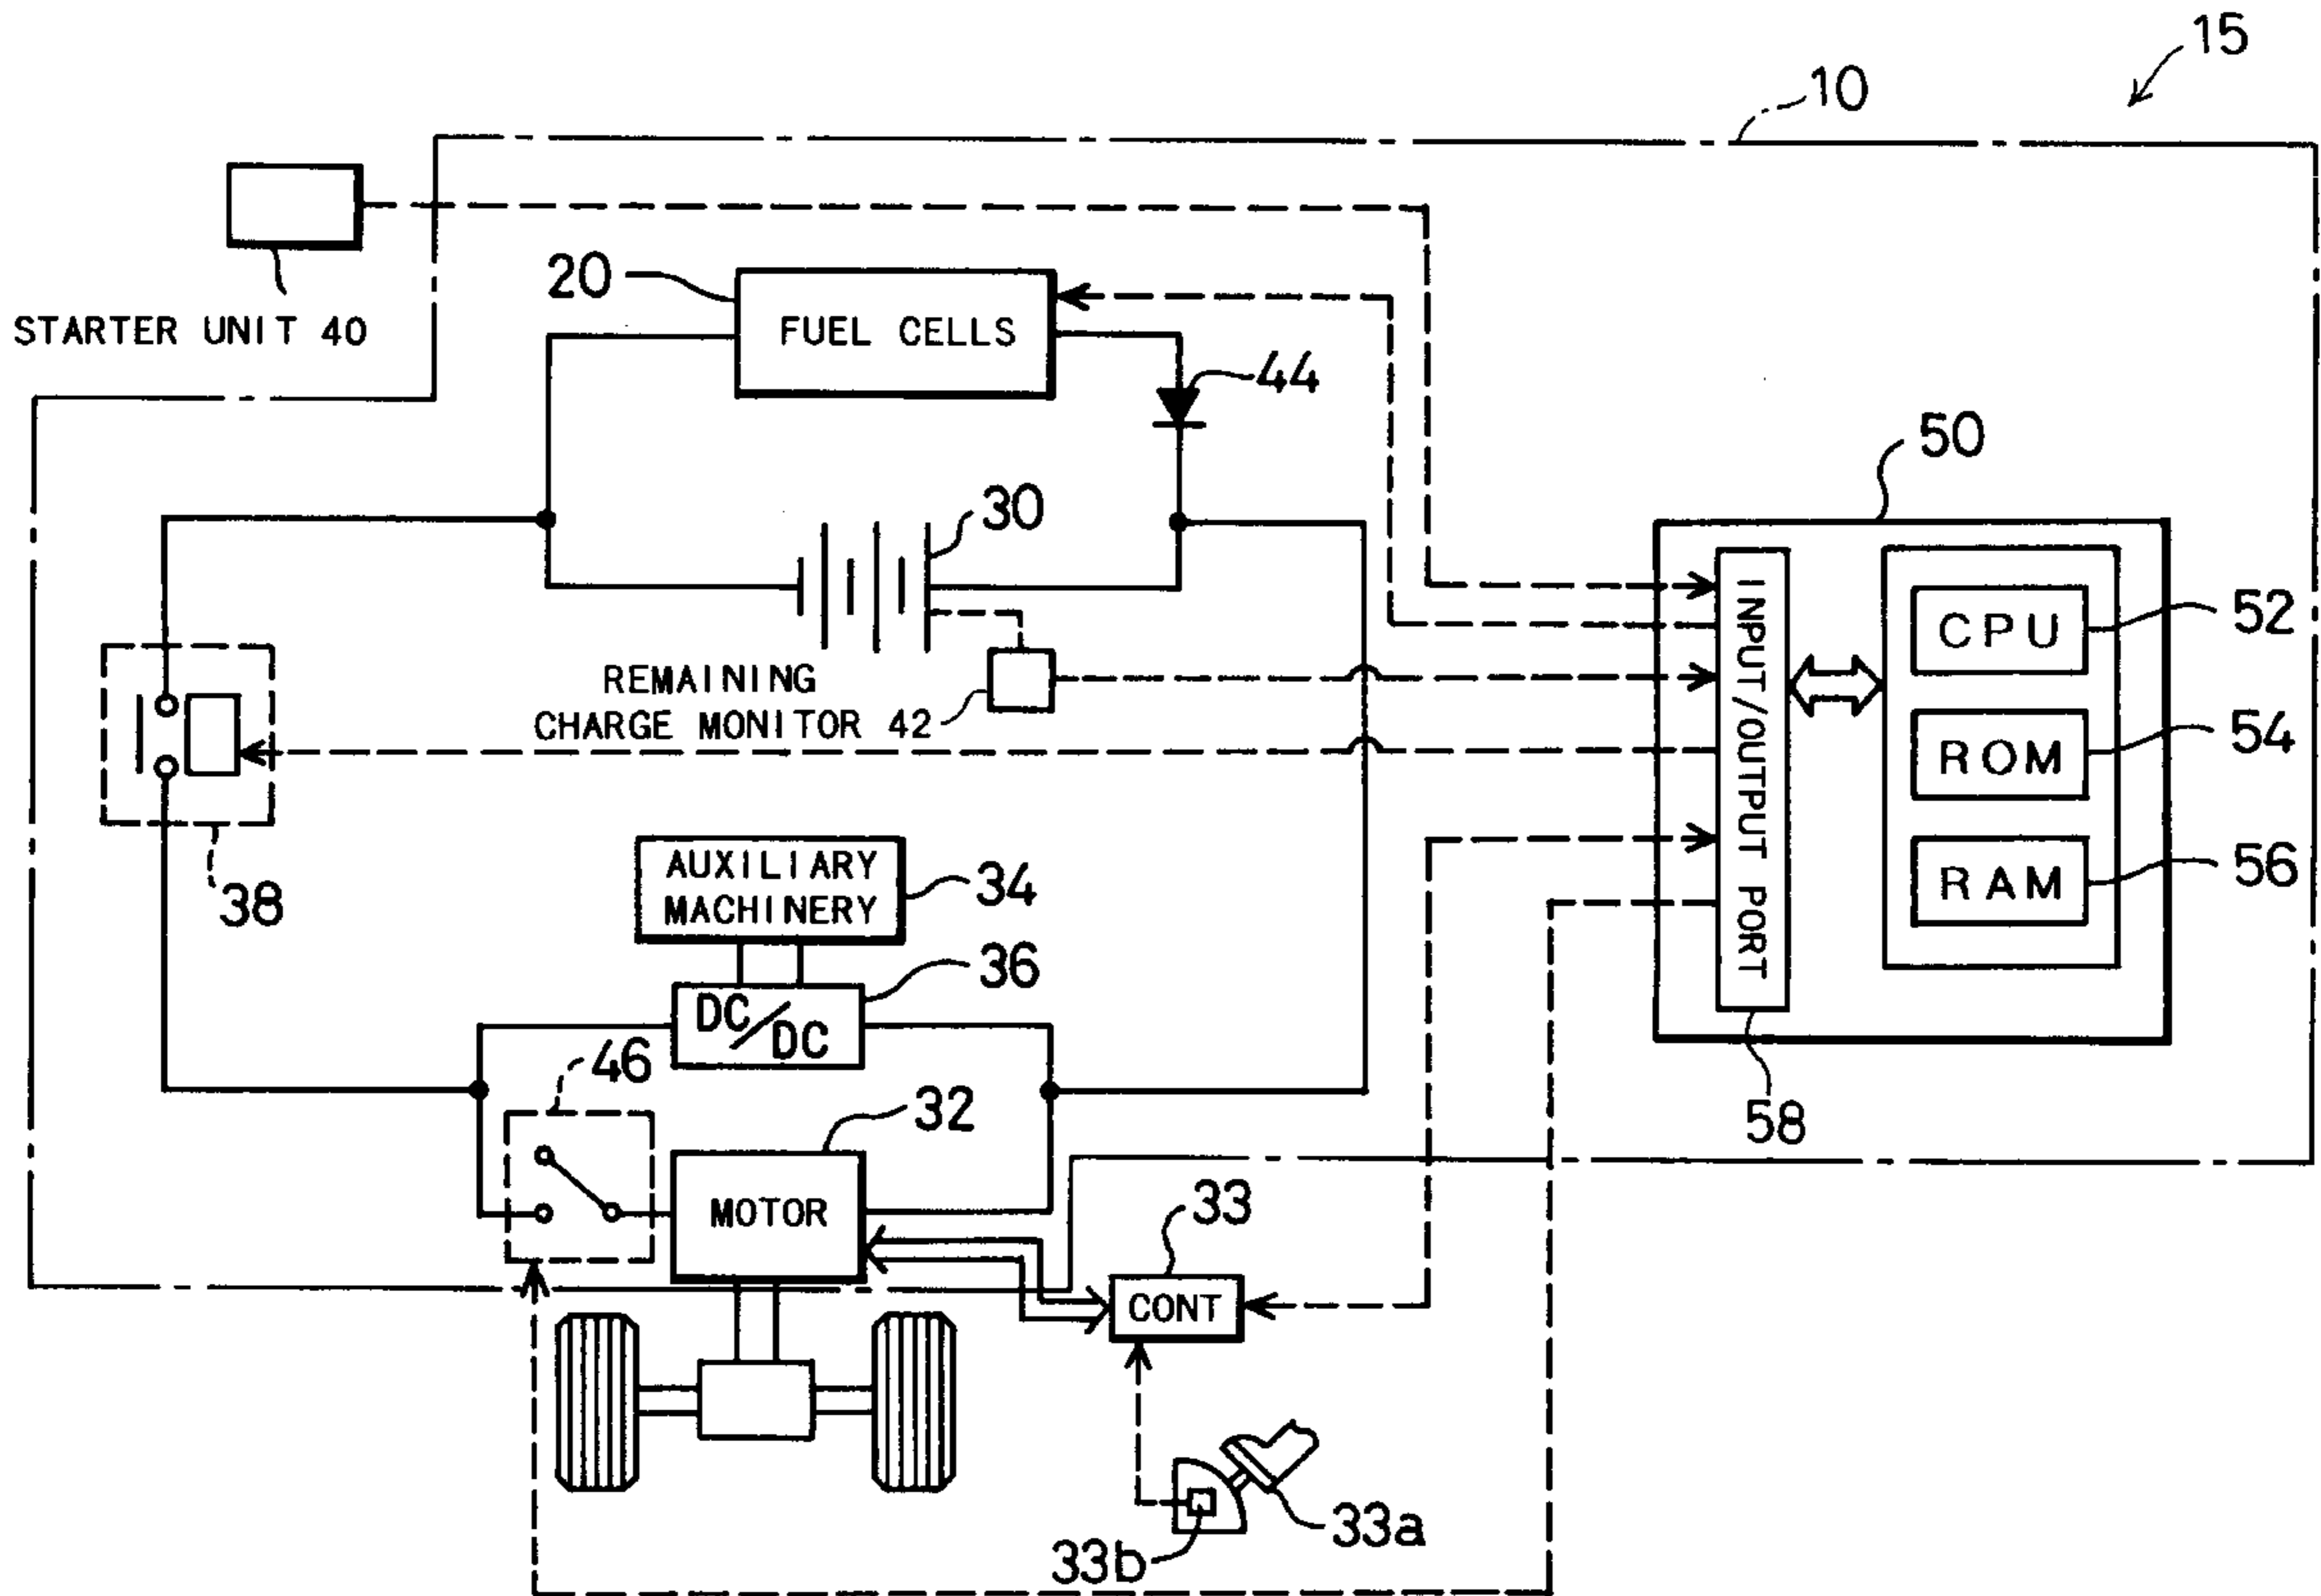 15
10
20
FUEL CELLS
STARTER UNIT 40
44
50
30
INPUT/OUTPUT PORT
CPU
52
REMAINING
CHARGE MONITOR 42
ROM
54
AUXILIARY
MACHINERY
34
RAM
56
38
36
DC/DC
46
32
58
MOTOR
33
CONT
33a
33b